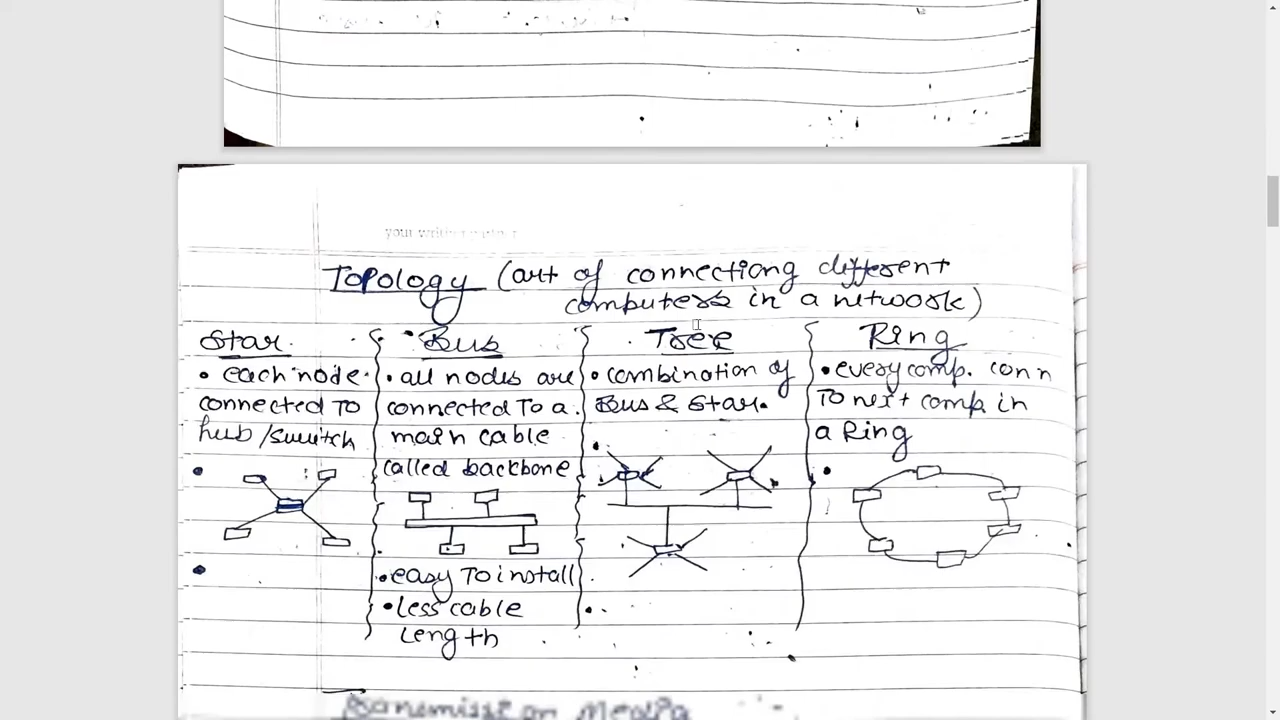 Topology (art of connectiong different
computers in a network)
Star
• each node
connected To
hub/switch
• Bus
• all nodes are
connected To a
main cable
called backbone
• easy To install
• Less cable
Length
Tree
• combination of
Bus & Star.
Ring
• every comp. conn
To next comp. in
a Ring